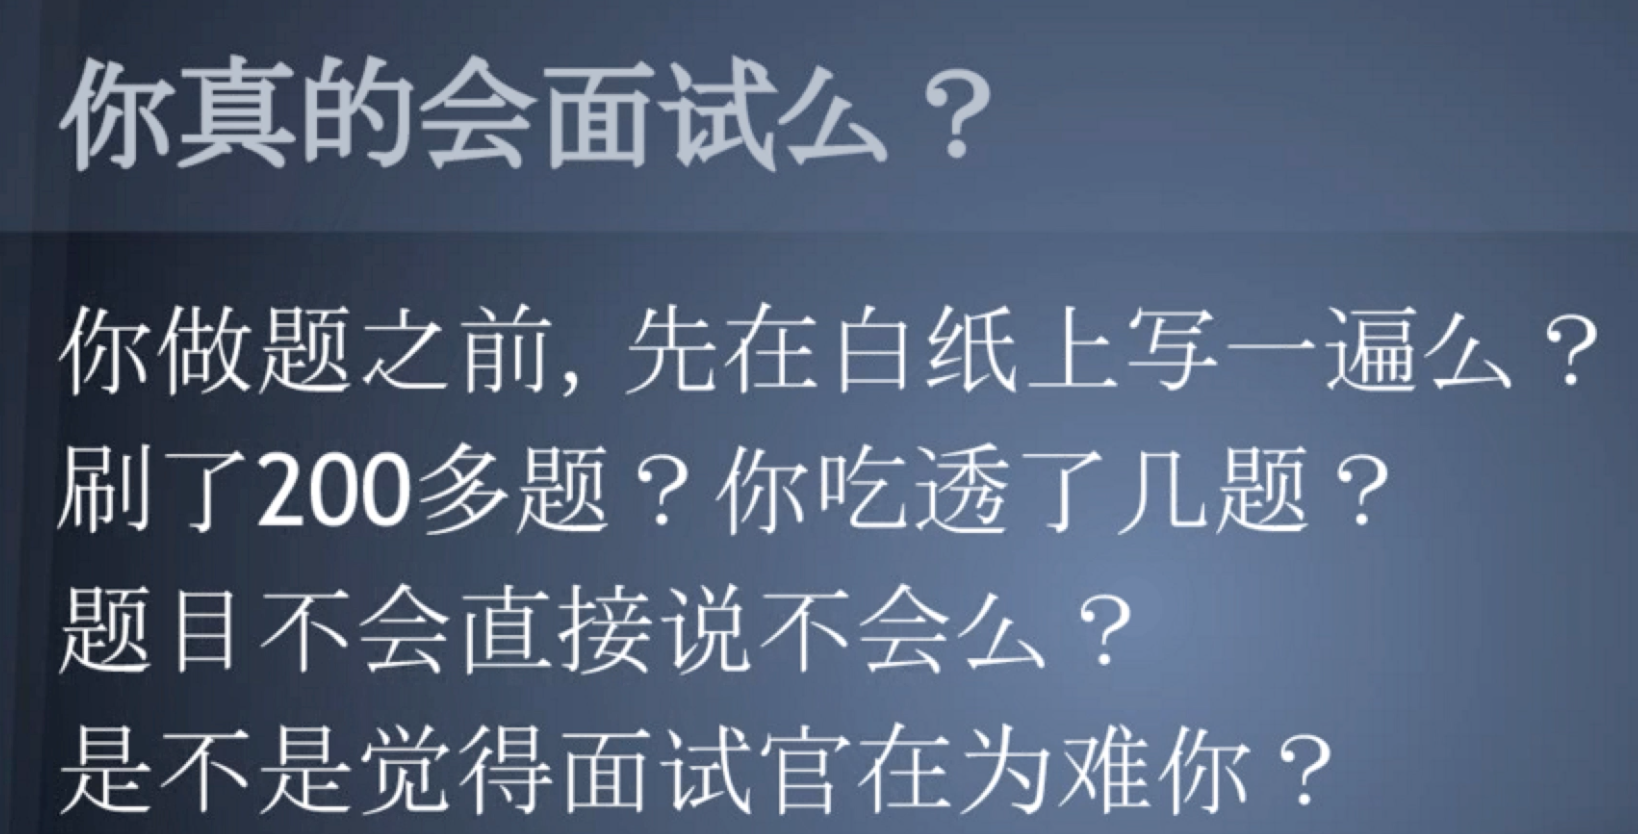 你真的会面试么？
你做题之前, 先在白纸上写一遍么？
刷了200多题？你吃透了几题？
题目不会直接说不会么？
是不是觉得面试官在为难你？